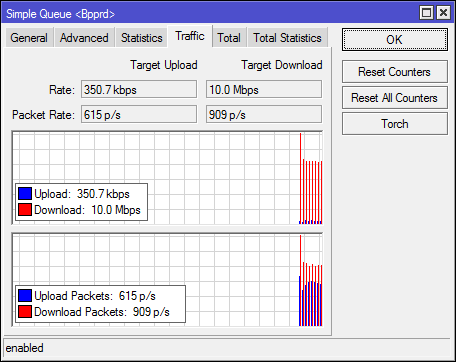 Simple Queue <Bpprd>
General Advanced Statistics Traffic Total Total Statistics
OK
Reset Counters
Reset All Counters
Torch
Target Upload Target Download
Rate: 350.7 kbps 10.0 Mbps
Packet Rate: 615 p/s 909 p/s
Upload: 350.7 kbps
Download: 10.0 Mbps
Upload Packets: 615 p/s
Download Packets: 909 p/s
enabled